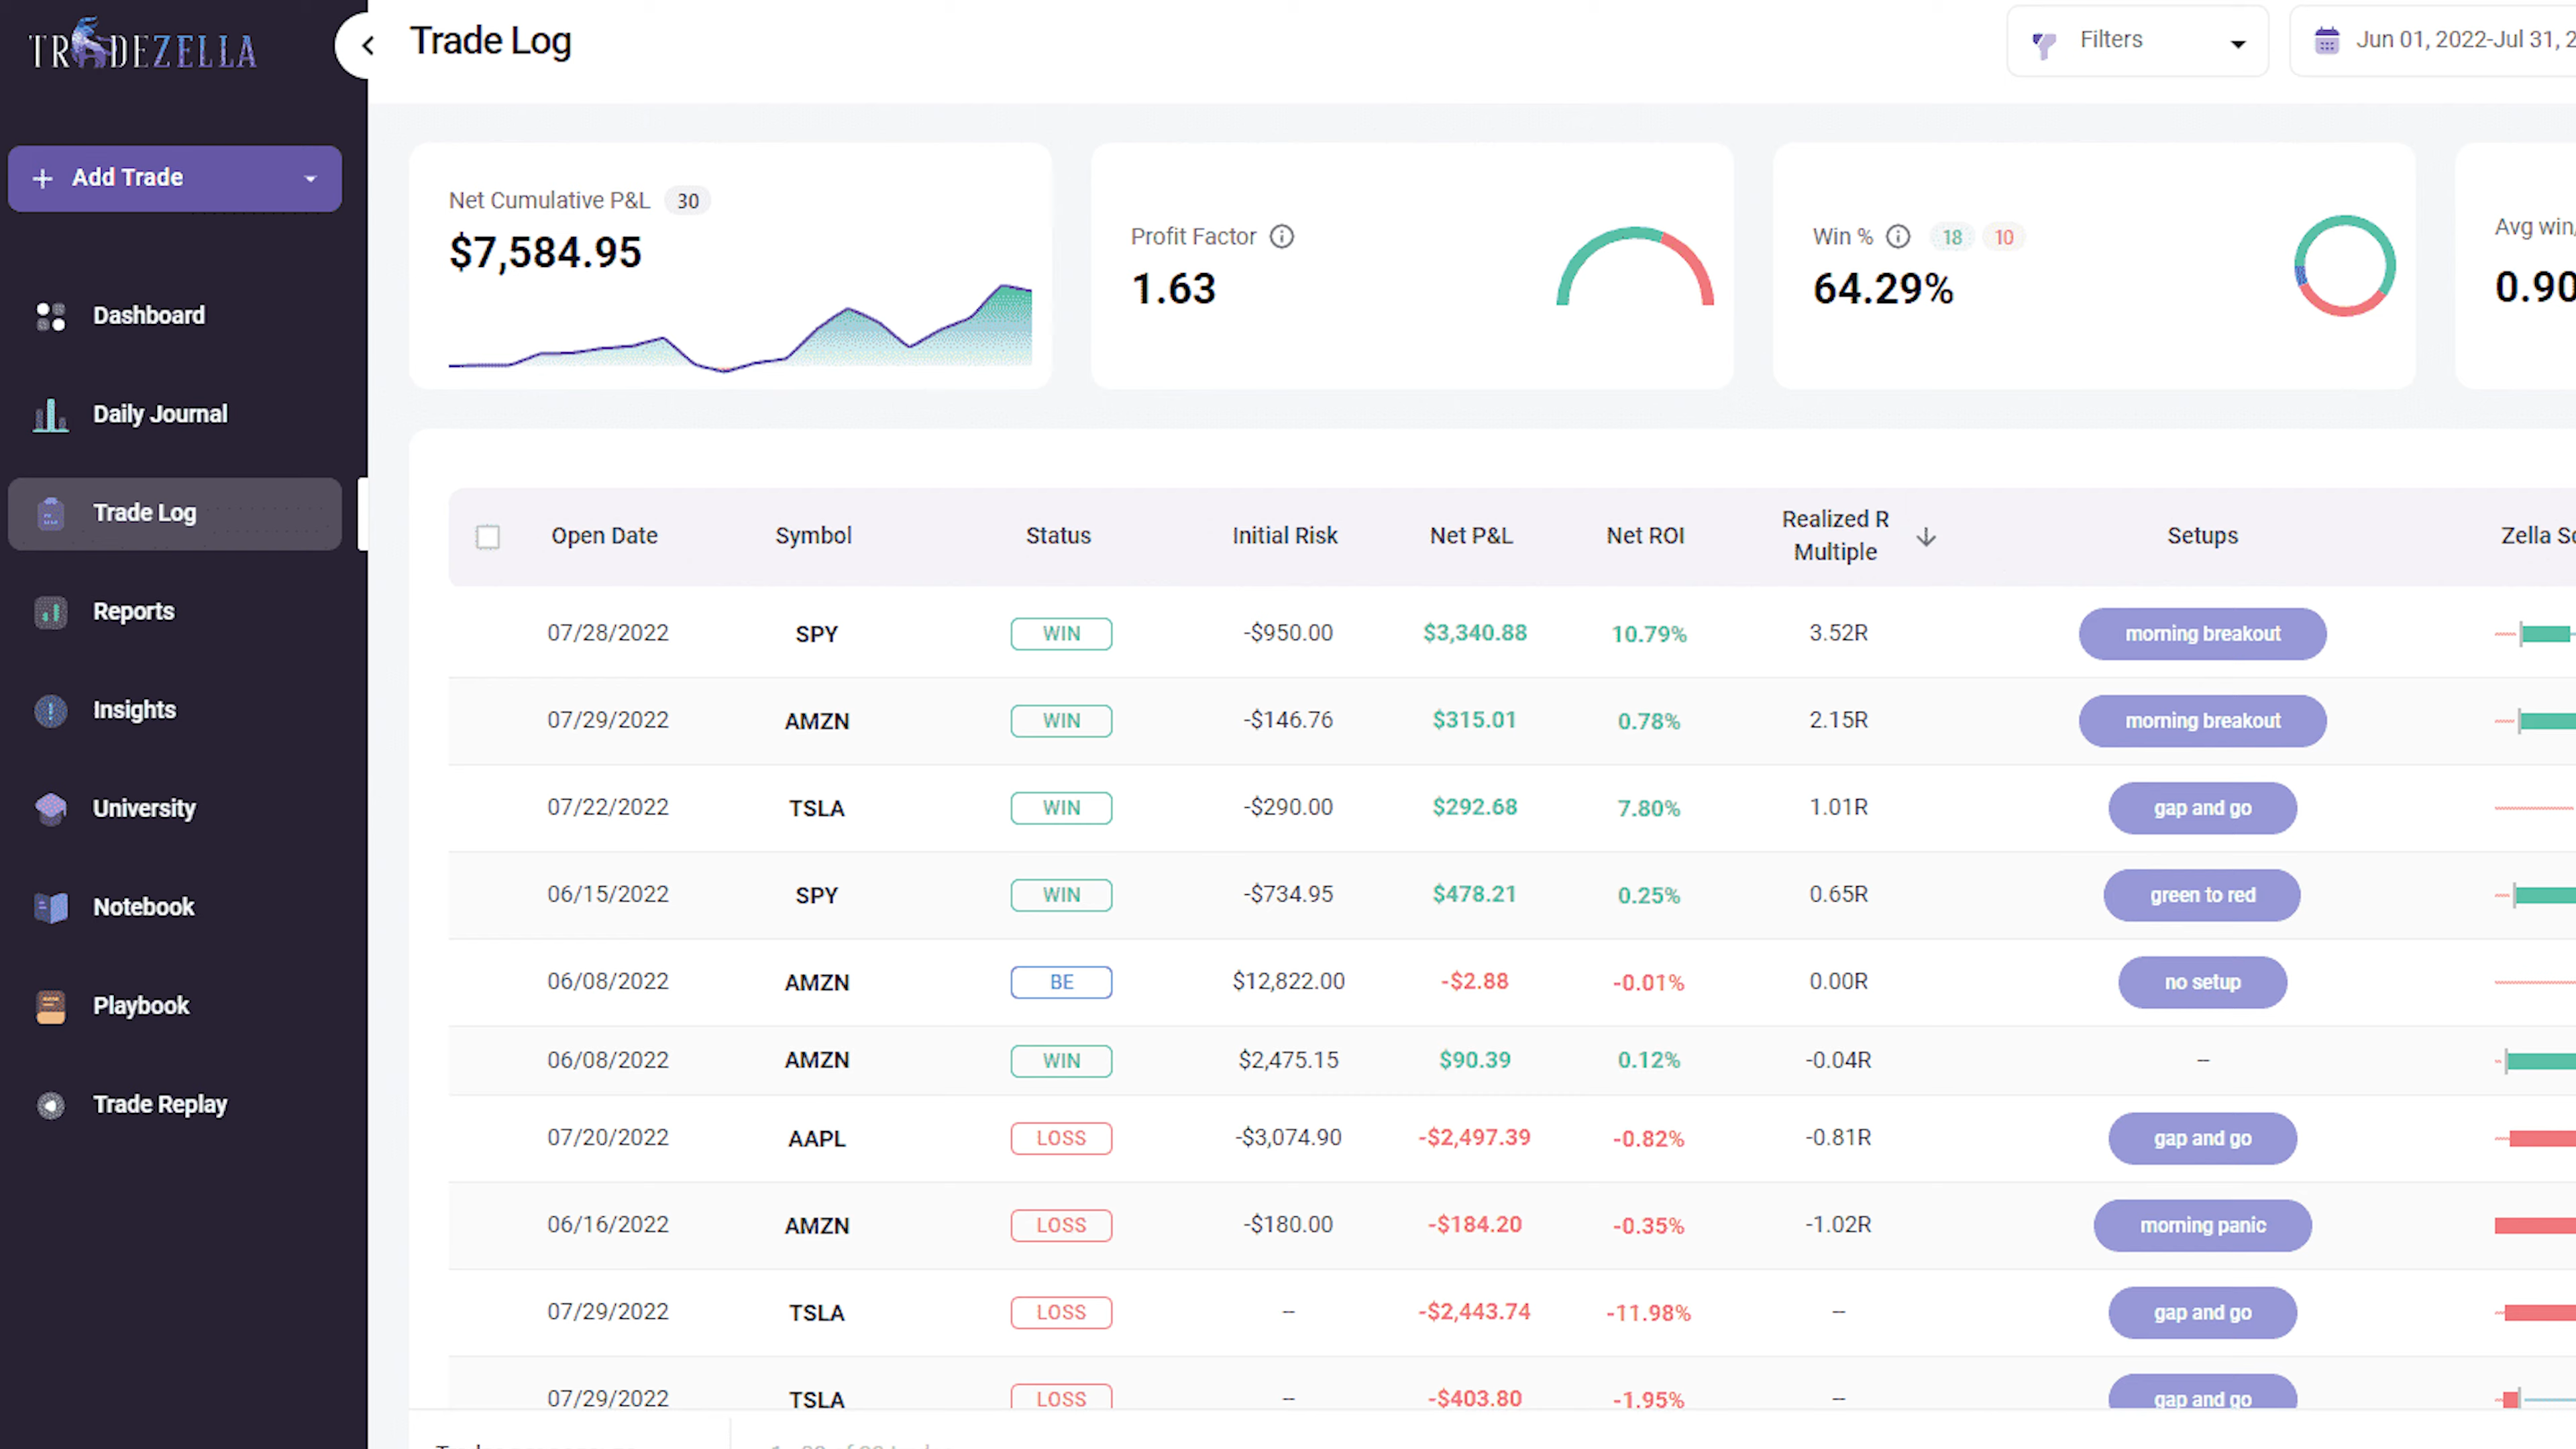 TRADEZELLA
Trade Log
Filters
Jun 01, 2022-Jul 31, 2
Add Trade
Dashboard
Daily Journal
Trade Log
Reports
Insights
University
Notebook
Playbook
Trade Replay
Net Cumulative P&L 30
$7,584.95
Profit Factor
1.63
Win % 18 10
64.29%
Avg win
0.90
Open Date Symbol Status Initial Risk Net P&L Net ROI Realized R Multiple Setups Zella Sc
07/28/2022 SPY WIN -$950.00 $3,340.88 10.79% 3.52R morning breakout
07/29/2022 AMZN WIN -$146.76 $315.01 0.78% 2.15R morning breakout
07/22/2022 TSLA WIN -$290.00 $292.68 7.80% 1.01R gap and go
06/15/2022 SPY WIN -$734.95 $478.21 0.25% 0.65R green to red
06/08/2022 AMZN BE $12,822.00 -$2.88 -0.01% 0.00R no setup
06/08/2022 AMZN WIN $2,475.15 $90.39 0.12% -0.04R --
07/20/2022 AAPL LOSS -$3,074.90 -$2,497.39 -0.82% -0.81R gap and go
06/16/2022 AMZN LOSS -$180.00 -$184.20 -0.35% -1.02R morning panic
07/29/2022 TSLA LOSS -- -$2,443.74 -11.98% -- gap and go
07/29/2022 TSLA LOSS -- -$403.80 -1.95% -- gap and go